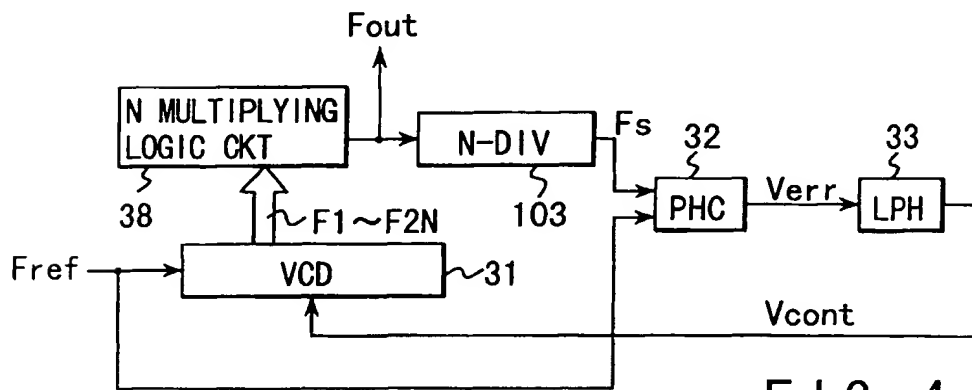 Fout
N MULTIPLYING
LOGIC CKT
38
N-DIV
103
Fs
32
PHC
Verr
33
LPH
F1~F2N
Fref
VCD
31
Vcont